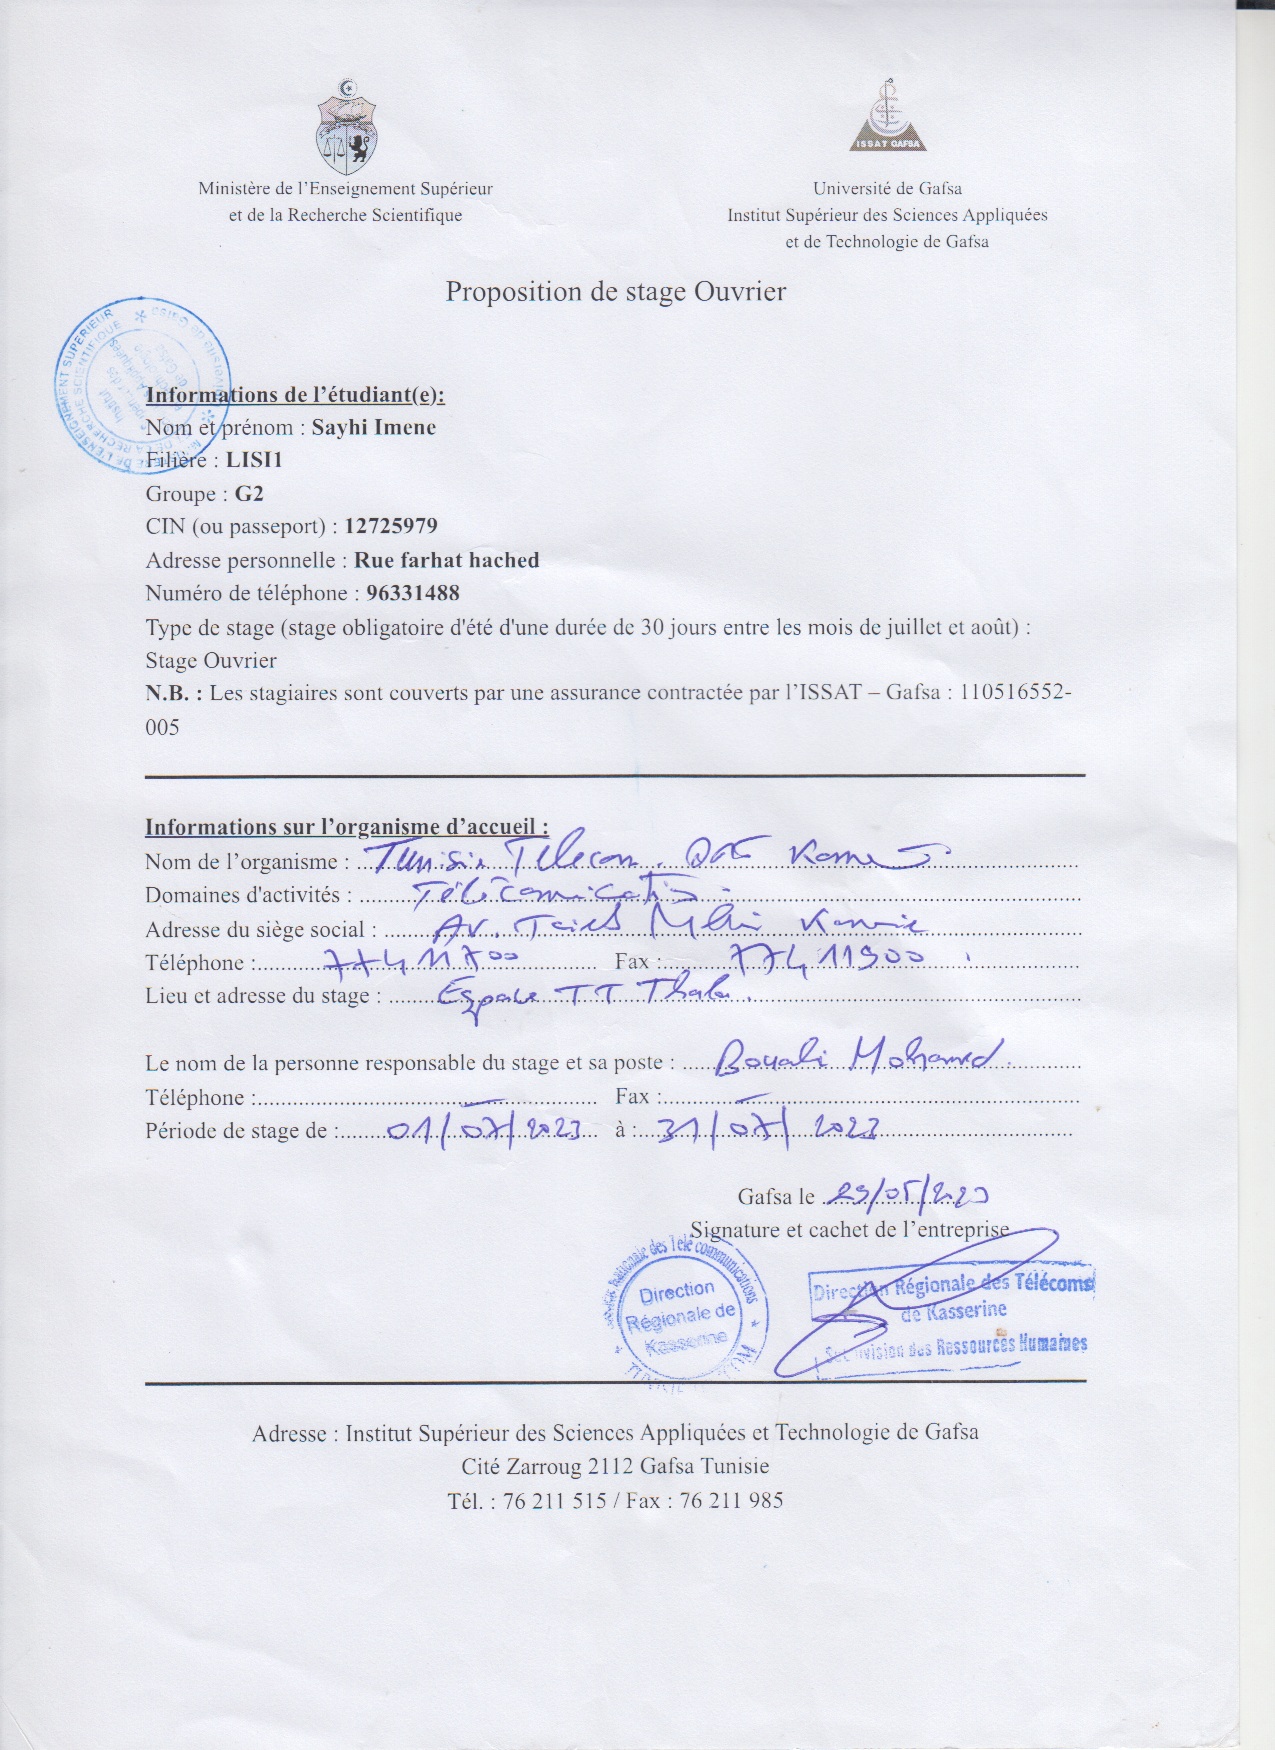 ISSAT GAFSA
Ministère de l'Enseignement Supérieur
et de la Recherche Scientifique
Université de Gafsa
Institut Supérieur des Sciences Appliquées
et de Technologie de Gafsa
Proposition de stage Ouvrier
Informations de l'étudiant(e):
Nom et prénom : Sayhi Imene
Filière : LISI1
Groupe : G2
CIN (ou passeport) : 12725979
Adresse personnelle : Rue farhat hached
Numéro de téléphone : 96331488
Type de stage (stage obligatoire d'été d'une durée de 30 jours entre les mois de juillet et août) :
Stage Ouvrier
N.B. : Les stagiaires sont couverts par une assurance contractée par l'ISSAT – Gafsa : 110516552-
005
Informations sur l'organisme d'accueil :
Nom de l'organisme : Tunisie Telecom.
Domaines d'activités : Télécomunication
Adresse du siège social : Av. Taieb Mhiri Kasserine
Téléphone : 77411700 Fax : 77411900
Lieu et adresse du stage : Espace TT Thala.
Le nom de la personne responsable du stage et sa poste : Bouali Mohamed.
Téléphone : — Fax : —
Période de stage de : 01/07/2023 à : 31/07/2023
Gafsa le 29/05/2023
Signature et cachet de l'entreprise
Direction
Régionale de
Kasserine
Direction Régionale des Télécoms
de Kasserine
Subdivision des Ressources Humaines
Adresse : Institut Supérieur des Sciences Appliquées et Technologie de Gafsa
Cité Zarroug 2112 Gafsa Tunisie
Tél. : 76 211 515 / Fax : 76 211 985